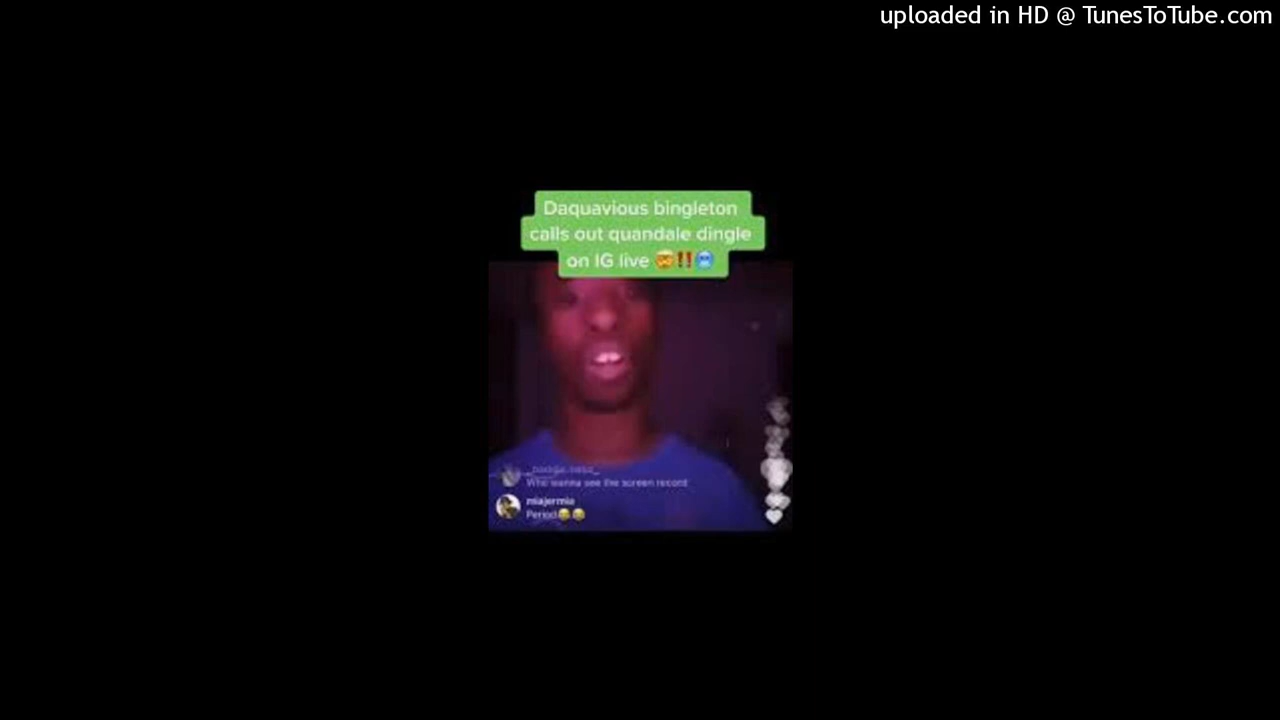 uploaded in HD @ TunesToTube.com
Daquavious bingleton
calls out quandale dingle
on IG live 🤯‼️🥶
Who wanna see the screen record
miajermia
Period😂😂